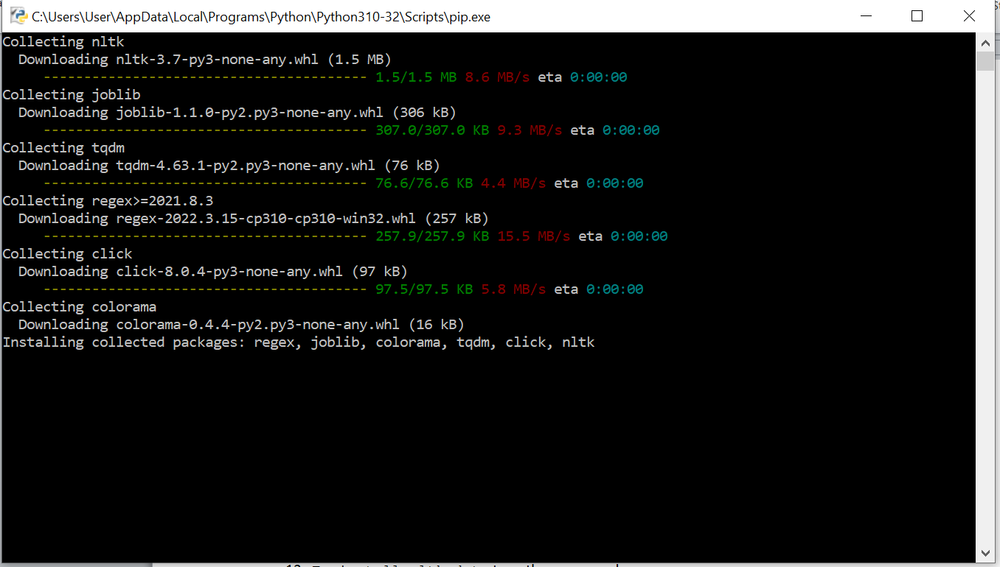 C:\Users\User\AppData\Local\Programs\Python\Python310-32\Scripts\pip.exe
Collecting nltk
Downloading nltk-3.7-py3-none-any.whl (1.5 MB)
---------------------------------------- 1.5/1.5 MB 8.6 MB/s eta 0:00:00
Collecting joblib
Downloading joblib-1.1.0-py2.py3-none-any.whl (306 kB)
---------------------------------------- 307.0/307.0 KB 9.3 MB/s eta 0:00:00
Collecting tqdm
Downloading tqdm-4.63.1-py2.py3-none-any.whl (76 kB)
---------------------------------------- 76.6/76.6 KB 4.4 MB/s eta 0:00:00
Collecting regex>=2021.8.3
Downloading regex-2022.3.15-cp310-cp310-win32.whl (257 kB)
---------------------------------------- 257.9/257.9 KB 15.5 MB/s eta 0:00:00
Collecting click
Downloading click-8.0.4-py3-none-any.whl (97 kB)
---------------------------------------- 97.5/97.5 KB 5.8 MB/s eta 0:00:00
Collecting colorama
Downloading colorama-0.4.4-py2.py3-none-any.whl (16 kB)
Installing collected packages: regex, joblib, colorama, tqdm, click, nltk